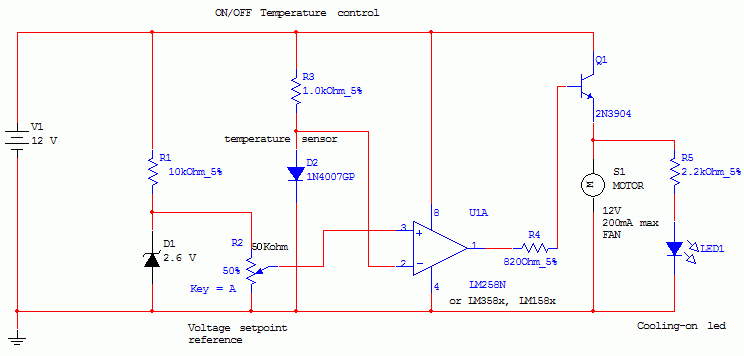 ON/OFF Temperature control
Q1
2N3904
R3
1.0kOhm_5%
V1
12 V
temperature sensor
R1
10kOhm_5%
D2
1N4007GP
S1
MOTOR
M
R5
2.2kOhm_5%
12V
200mA max
FAN
8
U1A
3
+
1
2
−
4
R4
820Ohm_5%
D1
2.6 V
R2
50Kohm
50%
Key = A
LM258N
or LM358x, LM158x
LED1
Voltage setpoint
reference
Cooling-on led